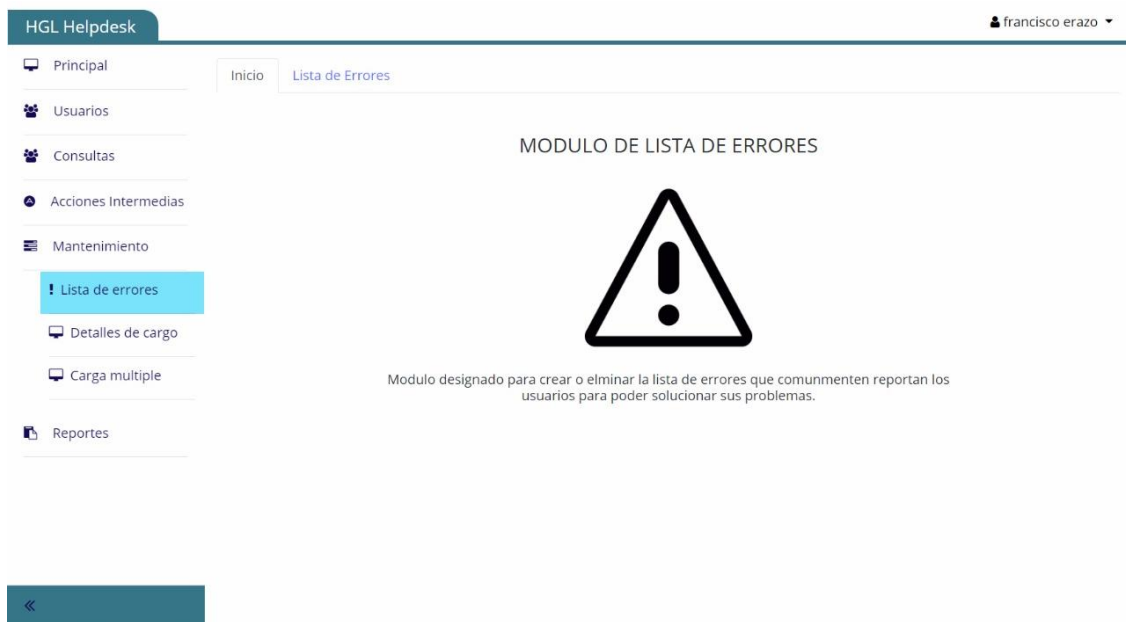 HGL Helpdesk
francisco erazo
Principal
Usuarios
Consultas
Acciones Intermedias
Mantenimiento
Lista de errores
Detalles de cargo
Carga multiple
Reportes
Inicio
Lista de Errores
MODULO DE LISTA DE ERRORES
Modulo designado para crear o elminar la lista de errores que comunmenten reportan los
usuarios para poder solucionar sus problemas.